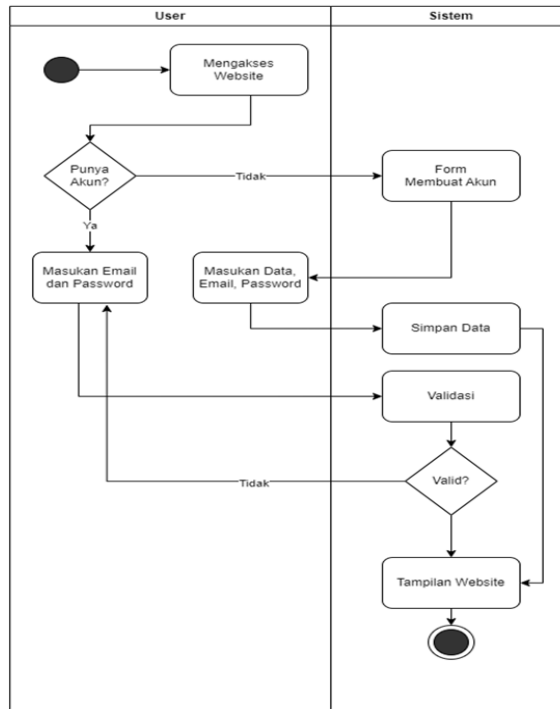 User
Sistem
Mengakses
Website
Punya
Akun?
Tidak
Form
Membuat Akun
Ya
Masukan Email
dan Password
Masukan Data,
Email, Password
Simpan Data
Validasi
Tidak
Valid?
Tampilan Website